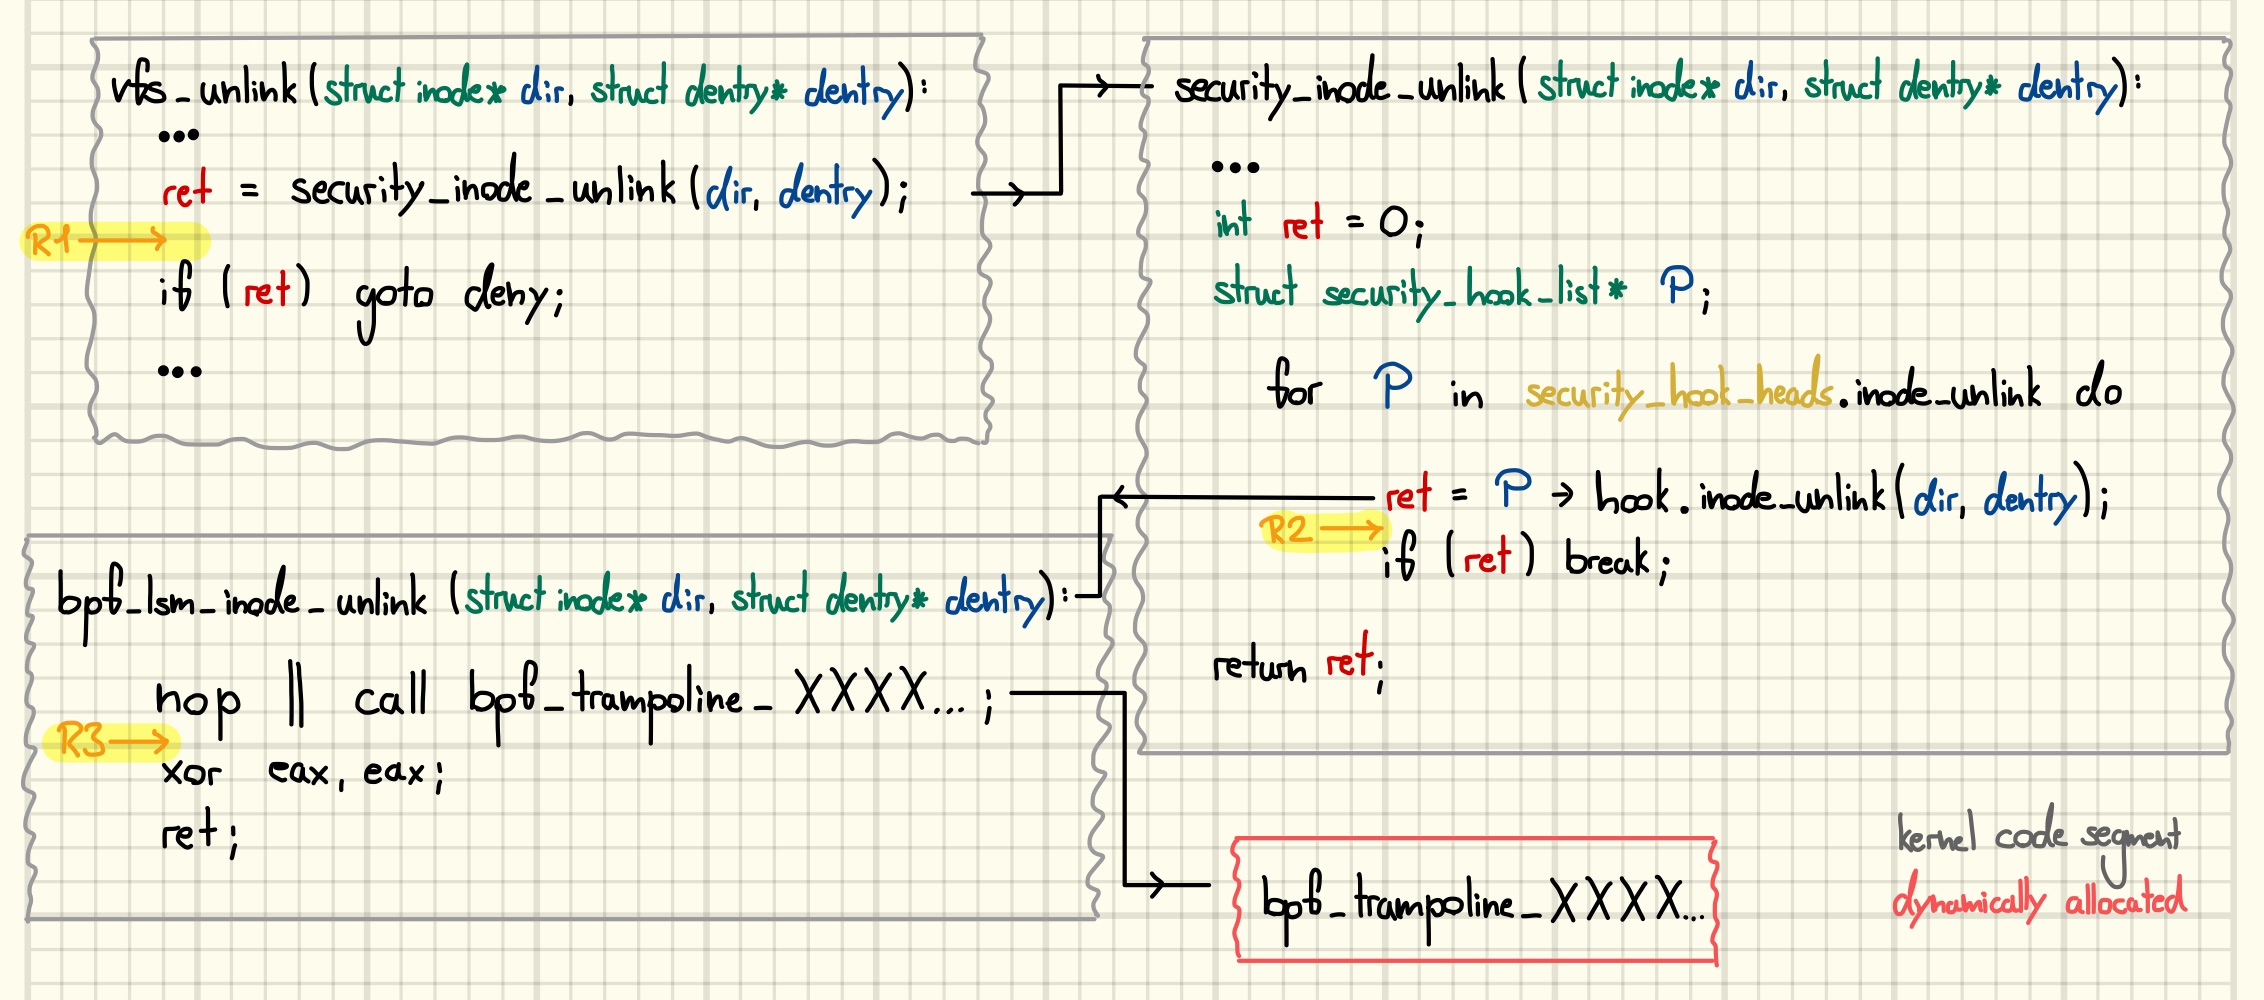 vfs_unlink(struct inode* dir, struct dentry* dentry):
...
ret = security_inode_unlink(dir, dentry);
R1 →
if (ret) goto deny;
...
security_inode_unlink(struct inode* dir, struct dentry* dentry):
...
int ret = 0;
struct security_hook_list* P;
for P in security_hook_heads.inode_unlink do
ret = P → hook.inode_unlink(dir, dentry);
R2 →
if (ret) break;
return ret;
bpf_lsm_inode_unlink (struct inode* dir, struct dentry* dentry):
nop || call bpf_trampoline_XXXX...;
R3 →
xor eax, eax;
ret;
bpf_trampoline_XXXX...
kernel code segment
dynamically allocated